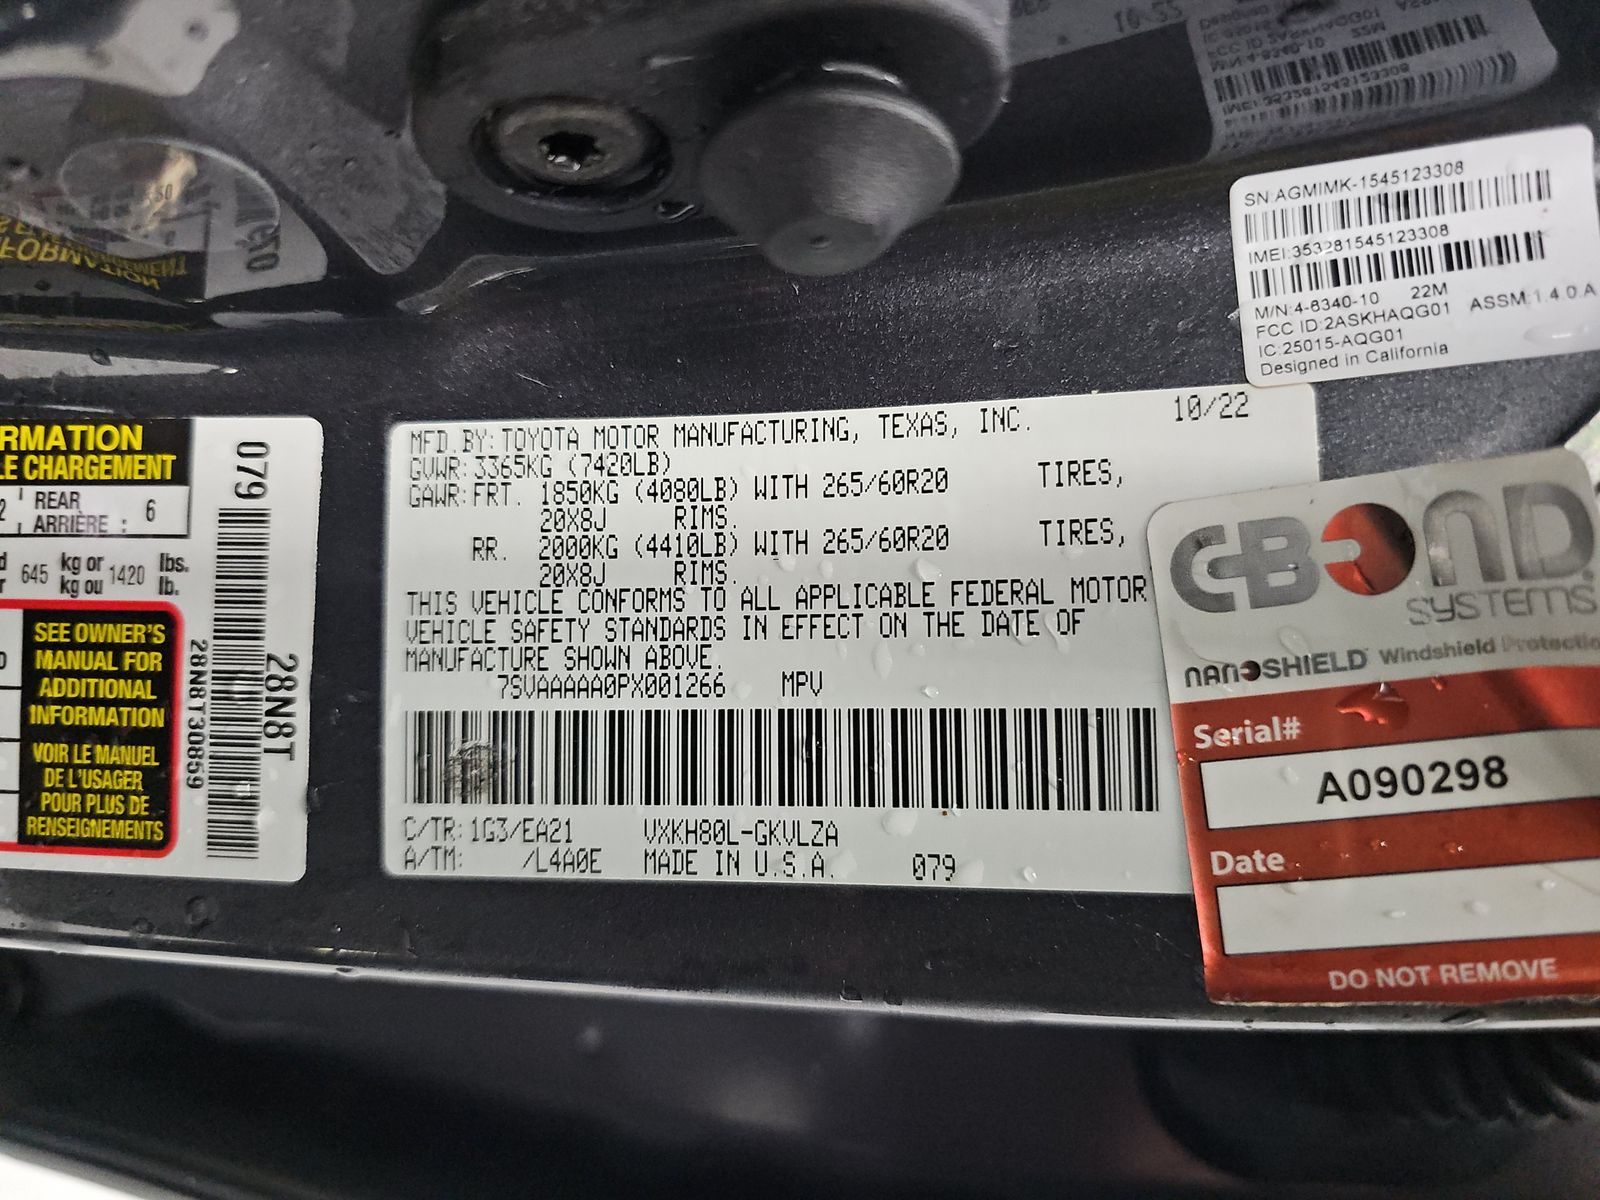 RMATION
LE CHARGEMENT
2 REAR
ARRIÈRE : 6
645 kg or 1420 lbs.
kg ou lb.
SEE OWNER'S
MANUAL FOR
ADDITIONAL
INFORMATION
VOIR LE MANUEL
DE L'USAGER
POUR PLUS DE
RENSEIGNEMENTS
079
28N8T30859
28N8T
MFD.BY:TOYOTA MOTOR MANUFACTURING, TEXAS, INC. 10/22
GVWR:3365KG (7420LB)
GAWR:FRT. 1850KG (4080LB) WITH 265/60R20 TIRES,
20X8J RIMS.
RR. 2000KG (4410LB) WITH 265/60R20 TIRES,
20X8J RIMS.
THIS VEHICLE CONFORMS TO ALL APPLICABLE FEDERAL MOTOR
VEHICLE SAFETY STANDARDS IN EFFECT ON THE DATE OF
MANUFACTURE SHOWN ABOVE.
7SVAAAAA0PX001266 MPV
C/TR:1G3/EA21 VXKH80L-GKVLZA
A/TM: /L4A0E MADE IN U.S.A. 079
SN:AGMIMK-1545123308
IMEI:353281545123308
M/N:4-8340-10 22M
FCC ID:2ASKHAQG01 ASSM:1.4.0.A
IC:25015-AQG01
Designed in California
C-BOND
SYSTEMS
NANOSHIELD Windshield Protectio
Serial#
A090298
Date
DO NOT REMOVE